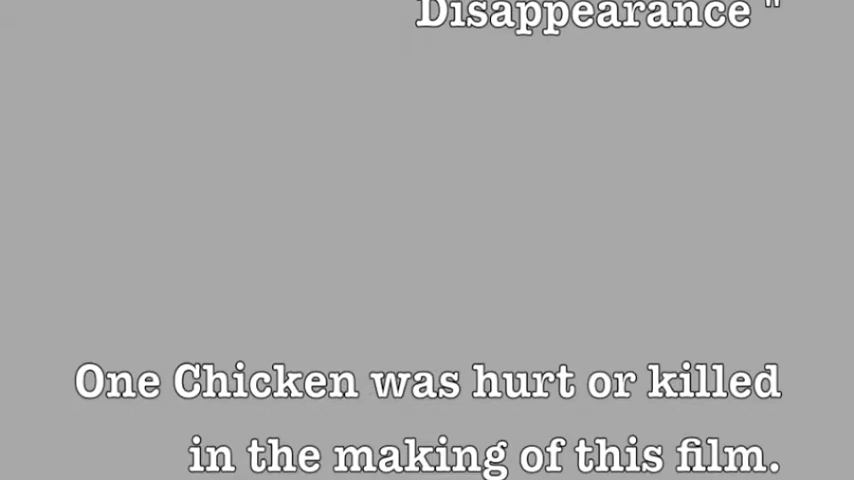 Disappearance "
One Chicken was hurt or killed
in the making of this film.